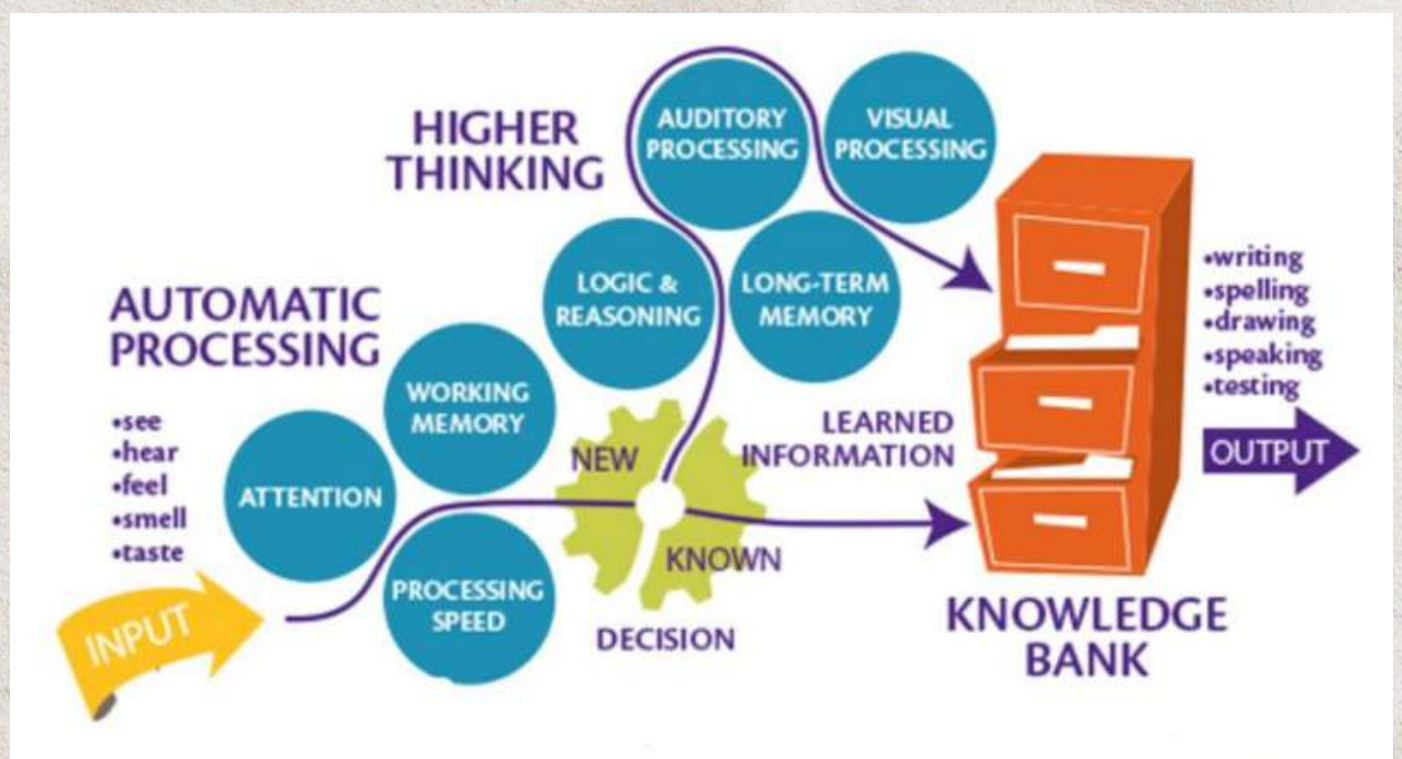 HIGHER
THINKING
AUDITORY
PROCESSING
VISUAL
PROCESSING
LOGIC &
REASONING
LONG-TERM
MEMORY
AUTOMATIC
PROCESSING
•see
•hear
•feel
•smell
•taste
INPUT
ATTENTION
WORKING
MEMORY
PROCESSING
SPEED
NEW
KNOWN
DECISION
LEARNED
INFORMATION
KNOWLEDGE
BANK
•writing
•spelling
•drawing
•speaking
•testing
OUTPUT